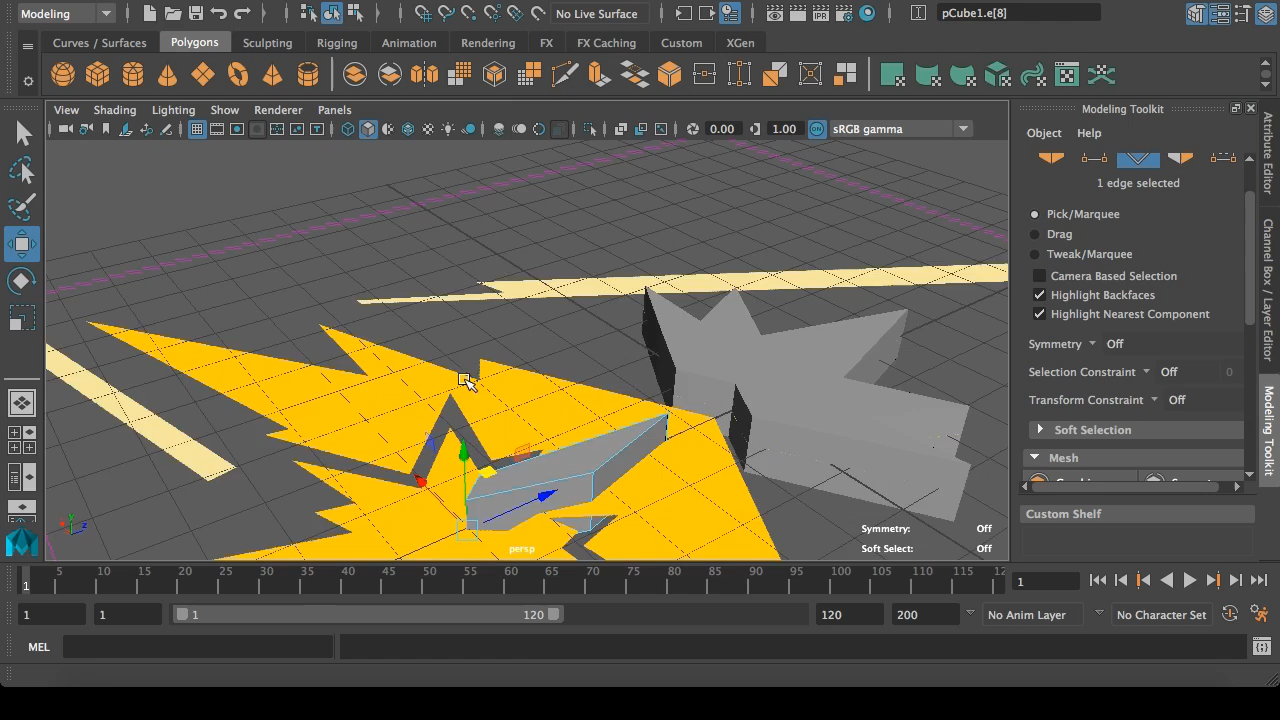 Modeling
No Live Surface
pCube1.e[8]
Curves / Surfaces Polygons Sculpting Rigging Animation Rendering FX FX Caching Custom XGen
View Shading Lighting Show Renderer Panels
0.00 1.00 sRGB gamma
ON
IPR
Modeling Toolkit
Object Help
1 edge selected
Pick/Marquee
Drag
Tweak/Marquee
Camera Based Selection
Highlight Backfaces
Highlight Nearest Component
Symmetry Off
Selection Constraint Off 0
Transform Constraint Off
Soft Selection
Mesh
Custom Shelf
Attribute Editor
Channel Box / Layer Editor
Modeling Toolkit
Symmetry: Off
Soft Select: Off
persp
5 10 15 20 25 30 35 40 45 50 55 60 65 70 75 80 85 90 95 100 105 110 115 12
1
1
1 1 1 120 120 200 No Anim Layer No Character Set
MEL